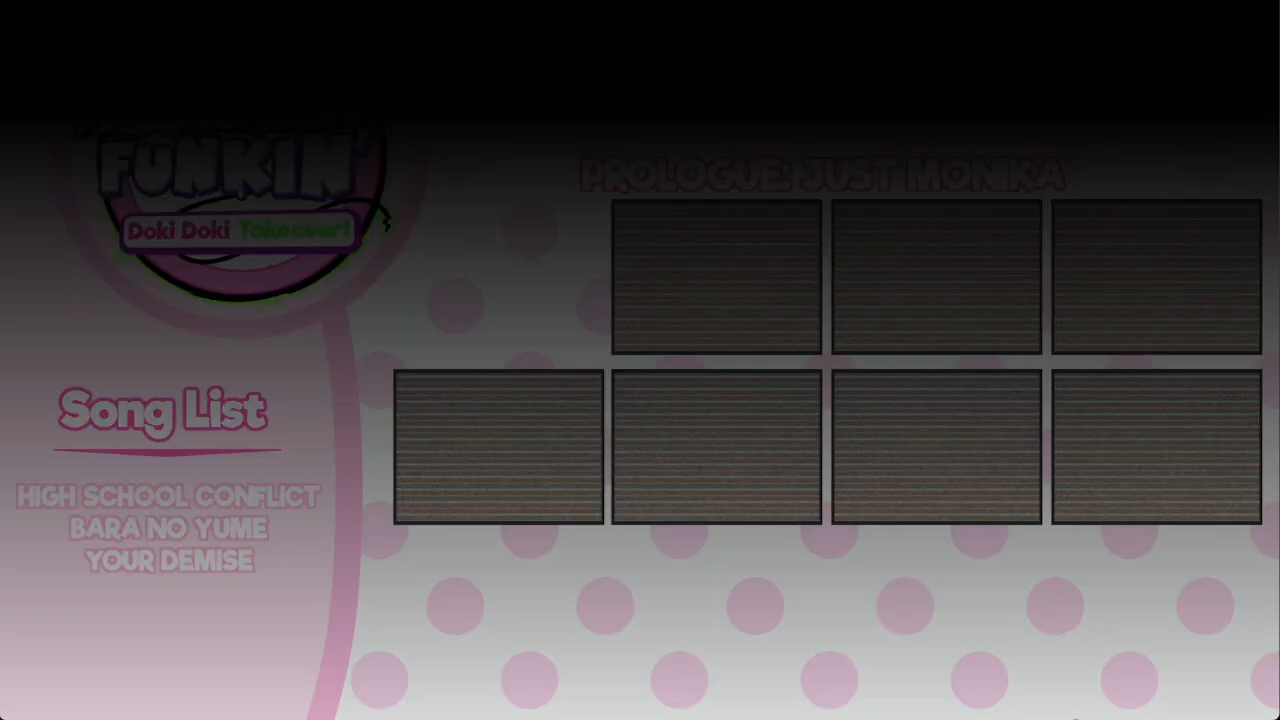 FUNKIN'
Doki Doki Takeover!
PROLOGUE: JUST MONIKA
Song List
HIGH SCHOOL CONFLICT
BARA NO YUME
YOUR DEMISE